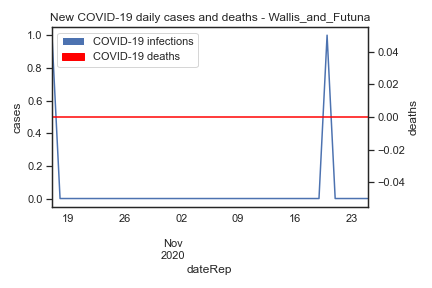 New COVID-19 daily cases and deaths - Wallis_and_Futuna
COVID-19 infections
COVID-19 deaths
1.0
0.8
0.6
0.4
0.2
0.0
cases
0.04
0.02
0.00
−0.02
−0.04
deaths
19 26 02 09 16 23
Nov
2020
dateRep